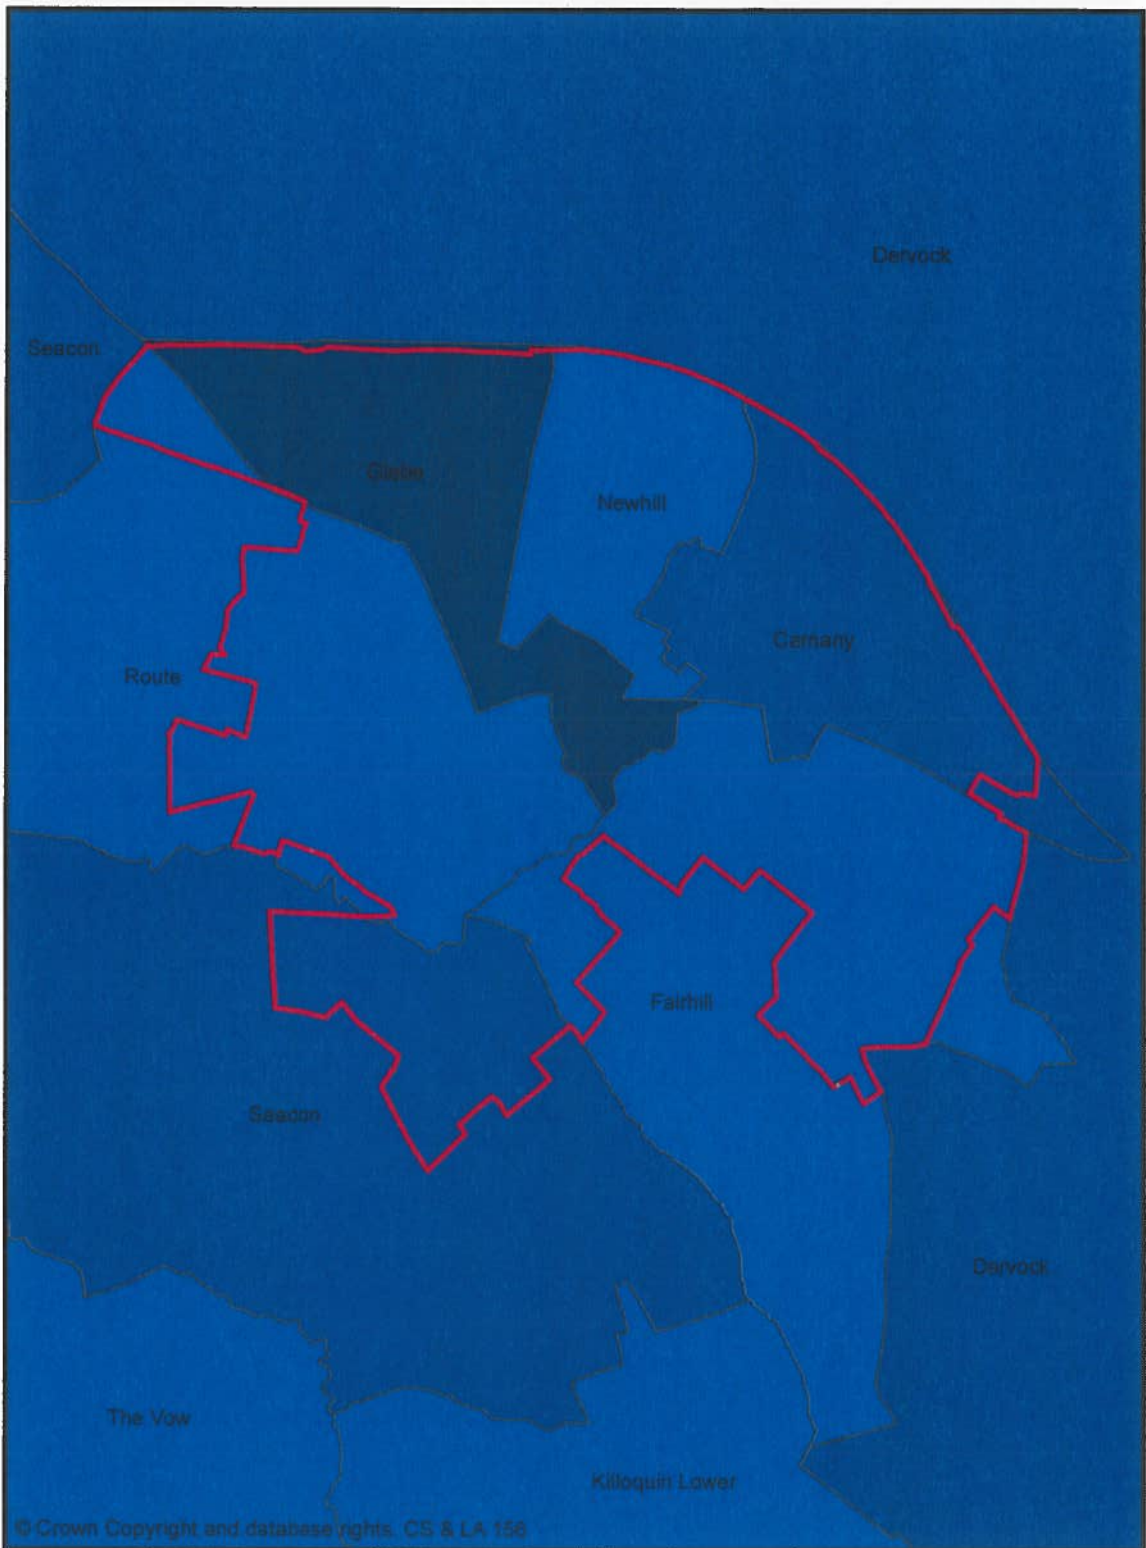 Dervock
Seacon
Glebe
Newhill
Carnany
Route
Fairhill
Seacon
Dervock
The Vow
Killoquin Lower
© Crown Copyright and database rights. CS & LA 156